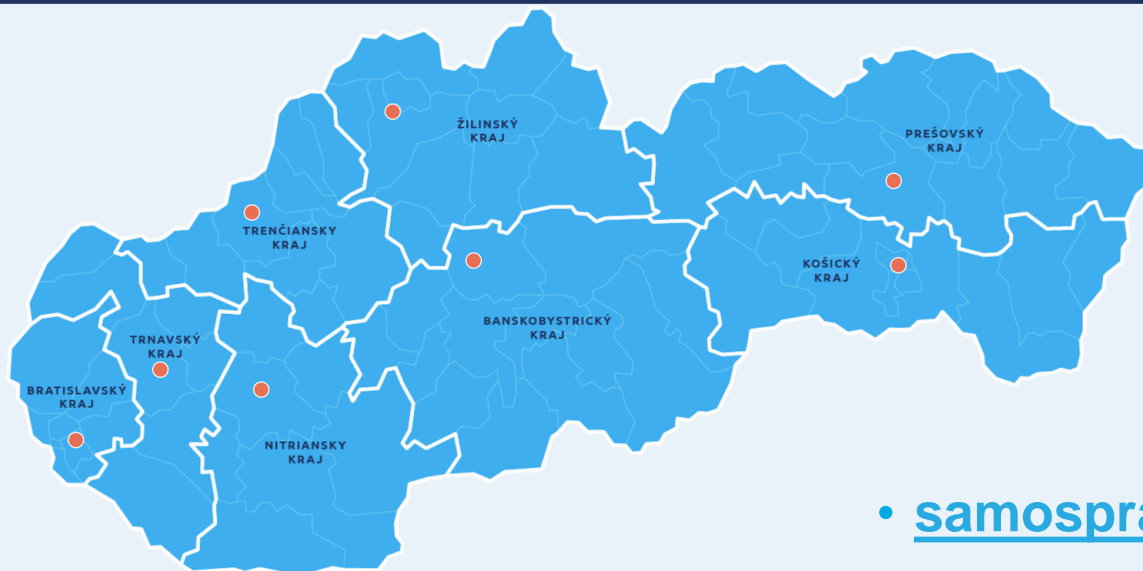 ŽILINSKÝ
KRAJ
PREŠOVSKÝ
KRAJ
TRENČIANSKY
KRAJ
KOŠICKÝ
KRAJ
BANSKOBYSTRICKÝ
KRAJ
TRNAVSKÝ
KRAJ
BRATISLAVSKÝ
KRAJ
NITRIANSKY
KRAJ
• samospra